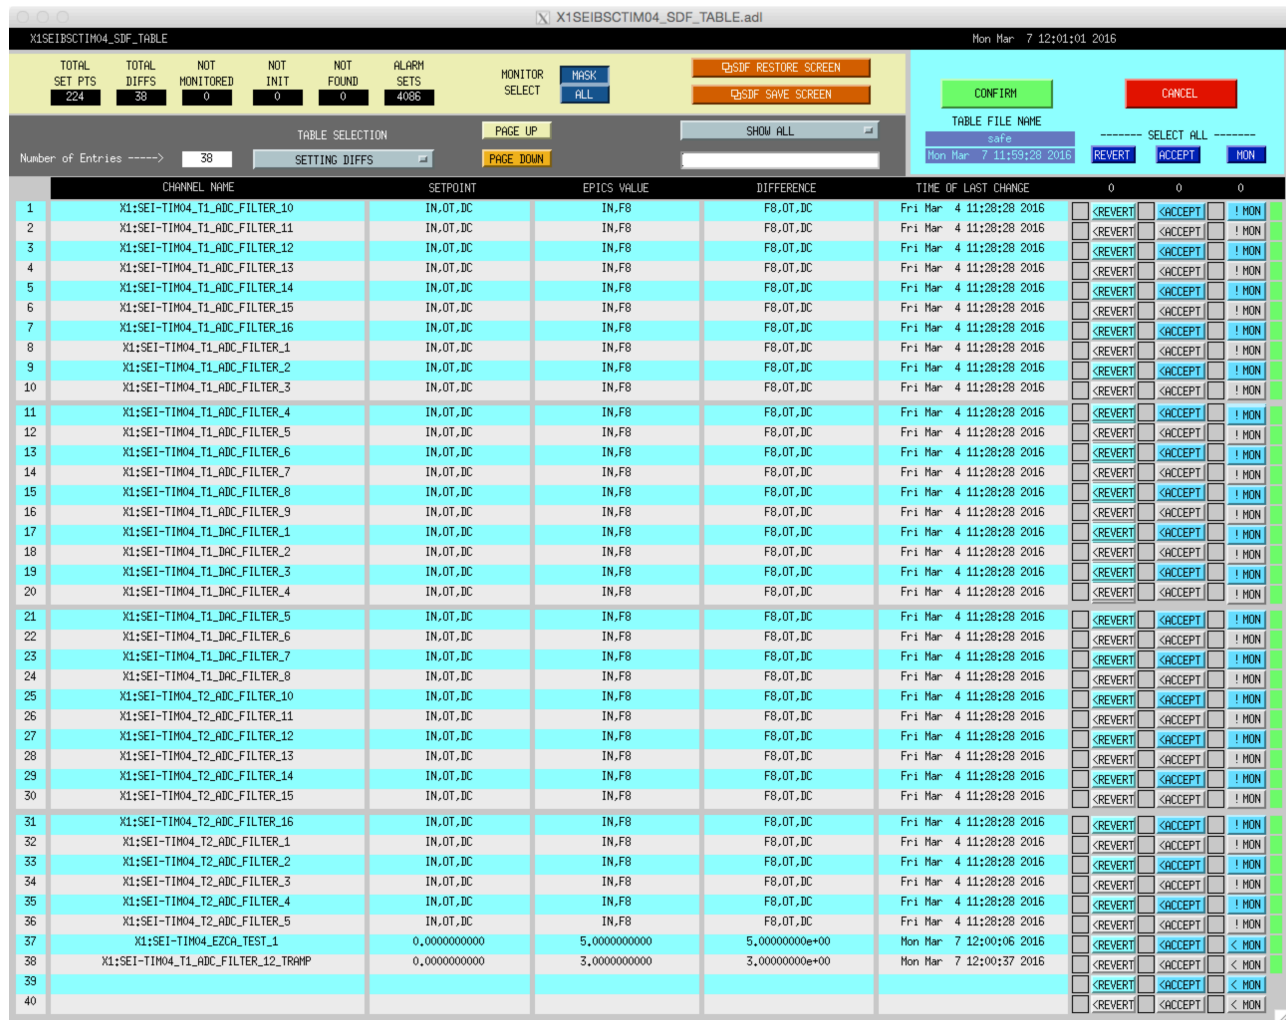 X1SEIBSCTIM04_SDF_TABLE.adl
X1SEIBSCTIM04_SDF_TABLE Mon Mar 7 12:01:01 2016
TOTAL SET PTS TOTAL DIFFS NOT MONITORED NOT INIT NOT FOUND ALARM SETS
224 38 0 0 0 4086
MONITOR SELECT MASK ALL
SDF RESTORE SCREEN
SDF SAVE SCREEN
CONFIRM CANCEL
TABLE FILE NAME
safe
Mon Mar 7 11:59:28 2016
------- SELECT ALL -------
REVERT ACCEPT MON
TABLE SELECTION PAGE UP SHOW ALL
Number of Entries -----> 38 SETTING DIFFS PAGE DOWN
CHANNEL NAME SETPOINT EPICS VALUE DIFFERENCE TIME OF LAST CHANGE 0 0 0
1 X1:SEI-TIM04_T1_ADC_FILTER_10 IN,OT,DC IN,F8 F8,OT,DC Fri Mar 4 11:28:28 2016 <REVERT <ACCEPT ! MON
2 X1:SEI-TIM04_T1_ADC_FILTER_11 IN,OT,DC IN,F8 F8,OT,DC Fri Mar 4 11:28:28 2016 <REVERT <ACCEPT ! MON
3 X1:SEI-TIM04_T1_ADC_FILTER_12 IN,OT,DC IN,F8 F8,OT,DC Fri Mar 4 11:28:28 2016 <REVERT <ACCEPT ! MON
4 X1:SEI-TIM04_T1_ADC_FILTER_13 IN,OT,DC IN,F8 F8,OT,DC Fri Mar 4 11:28:28 2016 <REVERT <ACCEPT ! MON
5 X1:SEI-TIM04_T1_ADC_FILTER_14 IN,OT,DC IN,F8 F8,OT,DC Fri Mar 4 11:28:28 2016 <REVERT <ACCEPT ! MON
6 X1:SEI-TIM04_T1_ADC_FILTER_15 IN,OT,DC IN,F8 F8,OT,DC Fri Mar 4 11:28:28 2016 <REVERT <ACCEPT ! MON
7 X1:SEI-TIM04_T1_ADC_FILTER_16 IN,OT,DC IN,F8 F8,OT,DC Fri Mar 4 11:28:28 2016 <REVERT <ACCEPT ! MON
8 X1:SEI-TIM04_T1_ADC_FILTER_1 IN,OT,DC IN,F8 F8,OT,DC Fri Mar 4 11:28:28 2016 <REVERT <ACCEPT ! MON
9 X1:SEI-TIM04_T1_ADC_FILTER_2 IN,OT,DC IN,F8 F8,OT,DC Fri Mar 4 11:28:28 2016 <REVERT <ACCEPT ! MON
10 X1:SEI-TIM04_T1_ADC_FILTER_3 IN,OT,DC IN,F8 F8,OT,DC Fri Mar 4 11:28:28 2016 <REVERT <ACCEPT ! MON
11 X1:SEI-TIM04_T1_ADC_FILTER_4 IN,OT,DC IN,F8 F8,OT,DC Fri Mar 4 11:28:28 2016 <REVERT <ACCEPT ! MON
12 X1:SEI-TIM04_T1_ADC_FILTER_5 IN,OT,DC IN,F8 F8,OT,DC Fri Mar 4 11:28:28 2016 <REVERT <ACCEPT ! MON
13 X1:SEI-TIM04_T1_ADC_FILTER_6 IN,OT,DC IN,F8 F8,OT,DC Fri Mar 4 11:28:28 2016 <REVERT <ACCEPT ! MON
14 X1:SEI-TIM04_T1_ADC_FILTER_7 IN,OT,DC IN,F8 F8,OT,DC Fri Mar 4 11:28:28 2016 <REVERT <ACCEPT ! MON
15 X1:SEI-TIM04_T1_ADC_FILTER_8 IN,OT,DC IN,F8 F8,OT,DC Fri Mar 4 11:28:28 2016 <REVERT <ACCEPT ! MON
16 X1:SEI-TIM04_T1_ADC_FILTER_9 IN,OT,DC IN,F8 F8,OT,DC Fri Mar 4 11:28:28 2016 <REVERT <ACCEPT ! MON
17 X1:SEI-TIM04_T1_DAC_FILTER_1 IN,OT,DC IN,F8 F8,OT,DC Fri Mar 4 11:28:28 2016 <REVERT <ACCEPT ! MON
18 X1:SEI-TIM04_T1_DAC_FILTER_2 IN,OT,DC IN,F8 F8,OT,DC Fri Mar 4 11:28:28 2016 <REVERT <ACCEPT ! MON
19 X1:SEI-TIM04_T1_DAC_FILTER_3 IN,OT,DC IN,F8 F8,OT,DC Fri Mar 4 11:28:28 2016 <REVERT <ACCEPT ! MON
20 X1:SEI-TIM04_T1_DAC_FILTER_4 IN,OT,DC IN,F8 F8,OT,DC Fri Mar 4 11:28:28 2016 <REVERT <ACCEPT ! MON
21 X1:SEI-TIM04_T1_DAC_FILTER_5 IN,OT,DC IN,F8 F8,OT,DC Fri Mar 4 11:28:28 2016 <REVERT <ACCEPT ! MON
22 X1:SEI-TIM04_T1_DAC_FILTER_6 IN,OT,DC IN,F8 F8,OT,DC Fri Mar 4 11:28:28 2016 <REVERT <ACCEPT ! MON
23 X1:SEI-TIM04_T1_DAC_FILTER_7 IN,OT,DC IN,F8 F8,OT,DC Fri Mar 4 11:28:28 2016 <REVERT <ACCEPT ! MON
24 X1:SEI-TIM04_T1_DAC_FILTER_8 IN,OT,DC IN,F8 F8,OT,DC Fri Mar 4 11:28:28 2016 <REVERT <ACCEPT ! MON
25 X1:SEI-TIM04_T2_ADC_FILTER_10 IN,OT,DC IN,F8 F8,OT,DC Fri Mar 4 11:28:28 2016 <REVERT <ACCEPT ! MON
26 X1:SEI-TIM04_T2_ADC_FILTER_11 IN,OT,DC IN,F8 F8,OT,DC Fri Mar 4 11:28:28 2016 <REVERT <ACCEPT ! MON
27 X1:SEI-TIM04_T2_ADC_FILTER_12 IN,OT,DC IN,F8 F8,OT,DC Fri Mar 4 11:28:28 2016 <REVERT <ACCEPT ! MON
28 X1:SEI-TIM04_T2_ADC_FILTER_13 IN,OT,DC IN,F8 F8,OT,DC Fri Mar 4 11:28:28 2016 <REVERT <ACCEPT ! MON
29 X1:SEI-TIM04_T2_ADC_FILTER_14 IN,OT,DC IN,F8 F8,OT,DC Fri Mar 4 11:28:28 2016 <REVERT <ACCEPT ! MON
30 X1:SEI-TIM04_T2_ADC_FILTER_15 IN,OT,DC IN,F8 F8,OT,DC Fri Mar 4 11:28:28 2016 <REVERT <ACCEPT ! MON
31 X1:SEI-TIM04_T2_ADC_FILTER_16 IN,OT,DC IN,F8 F8,OT,DC Fri Mar 4 11:28:28 2016 <REVERT <ACCEPT ! MON
32 X1:SEI-TIM04_T2_ADC_FILTER_1 IN,OT,DC IN,F8 F8,OT,DC Fri Mar 4 11:28:28 2016 <REVERT <ACCEPT ! MON
33 X1:SEI-TIM04_T2_ADC_FILTER_2 IN,OT,DC IN,F8 F8,OT,DC Fri Mar 4 11:28:28 2016 <REVERT <ACCEPT ! MON
34 X1:SEI-TIM04_T2_ADC_FILTER_3 IN,OT,DC IN,F8 F8,OT,DC Fri Mar 4 11:28:28 2016 <REVERT <ACCEPT ! MON
35 X1:SEI-TIM04_T2_ADC_FILTER_4 IN,OT,DC IN,F8 F8,OT,DC Fri Mar 4 11:28:28 2016 <REVERT <ACCEPT ! MON
36 X1:SEI-TIM04_T2_ADC_FILTER_5 IN,OT,DC IN,F8 F8,OT,DC Fri Mar 4 11:28:28 2016 <REVERT <ACCEPT ! MON
37 X1:SEI-TIM04_EZCA_TEST_1 0.0000000000 5.0000000000 5.00000000e+00 Mon Mar 7 12:00:06 2016 <REVERT <ACCEPT < MON
38 X1:SEI-TIM04_T1_ADC_FILTER_12_TRAMP 0.0000000000 3.0000000000 3.00000000e+00 Mon Mar 7 12:00:37 2016 <REVERT <ACCEPT < MON
39 <REVERT <ACCEPT < MON
40 <REVERT <ACCEPT < MON